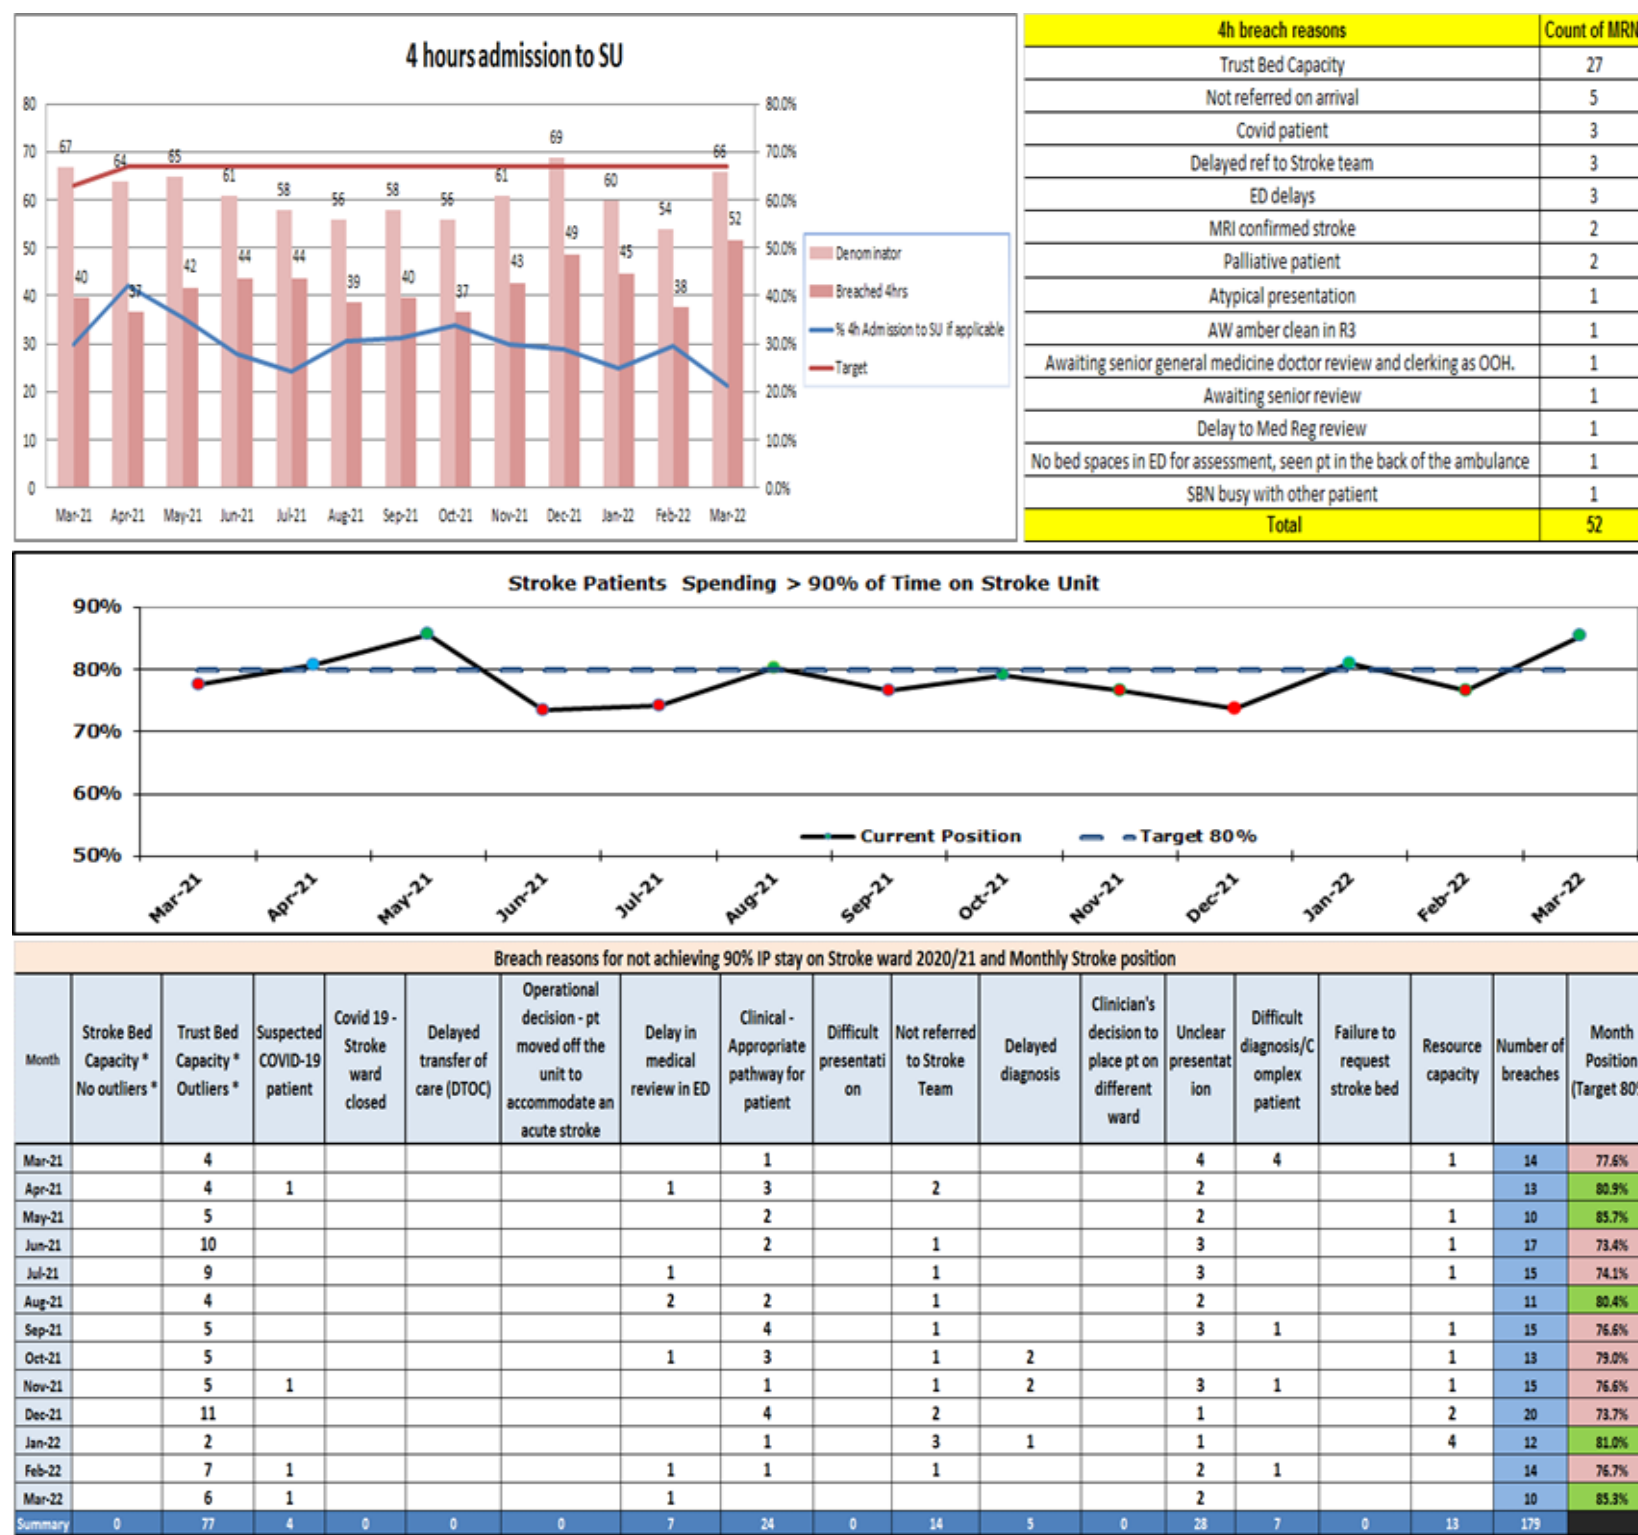 4 hours admission to SU
80
70
60
50
40
30
20
10
0
80.0%
70.0%
60.0%
50.0%
40.0%
30.0%
20.0%
10.0%
0.0%
67 64 65 61 58 56 58 56 61 69 60 54 66
40 37 42 44 44 39 40 37 43 49 45 38 52
Mar-21 Apr-21 May-21 Jun-21 Jul-21 Aug-21 Sep-21 Oct-21 Nov-21 Dec-21 Jan-22 Feb-22 Mar-22
Denominator
Breached 4hrs
% 4h Admission to SU if applicable
Target
4h breach reasons Count of MRN
Trust Bed Capacity 27
Not referred on arrival 5
Covid patient 3
Delayed ref to Stroke team 3
ED delays 3
MRI confirmed stroke 2
Palliative patient 2
Atypical presentation 1
AW amber clean in R3 1
Awaiting senior general medicine doctor review and clerking as OOH. 1
Awaiting senior review 1
Delay to Med Reg review 1
No bed spaces in ED for assessment, seen pt in the back of the ambulance 1
SBN busy with other patient 1
Total 52
Stroke Patients Spending > 90% of Time on Stroke Unit
90%
80%
70%
60%
50%
Current Position Target 80%
Mar-21 Apr-21 May-21 Jun-21 Jul-21 Aug-21 Sep-21 Oct-21 Nov-21 Dec-21 Jan-22 Feb-22 Mar-22
Breach reasons for not achieving 90% IP stay on Stroke ward 2020/21 and Monthly Stroke position
Month
Stroke Bed
Capacity *
No outliers *
Trust Bed
Capacity *
Outliers *
Suspected
COVID-19
patient
Covid 19 -
Stroke
ward
closed
Delayed
transfer of
care (DTOC)
Operational
decision - pt
moved off the
unit to
accommodate an
acute stroke
Delay in
medical
review in ED
Clinical -
Appropriate
pathway for
patient
Difficult
presentati
on
Not referred
to Stroke
Team
Delayed
diagnosis
Clinician's
decision to
place pt on
different
ward
Unclear
presentat
ion
Difficult
diagnosis/C
omplex
patient
Failure to
request
stroke bed
Resource
capacity
Number of
breaches
Month
Position
(Target 80%
Mar-21 4 1 4 4 1 14 77.6%
Apr-21 4 1 1 3 2 2 13 80.9%
May-21 5 2 2 1 10 85.7%
Jun-21 10 2 1 3 1 17 73.4%
Jul-21 9 1 1 3 1 15 74.1%
Aug-21 4 2 2 1 2 11 80.4%
Sep-21 5 4 1 3 1 1 15 76.6%
Oct-21 5 1 3 1 2 1 13 79.0%
Nov-21 5 1 1 1 2 3 1 1 15 76.6%
Dec-21 11 4 2 1 2 20 73.7%
Jan-22 2 1 3 1 1 4 12 81.0%
Feb-22 7 1 1 1 1 2 1 14 76.7%
Mar-22 6 1 1 2 10 85.3%
Summary 0 77 4 0 0 0 7 24 0 14 5 0 28 7 0 13 179